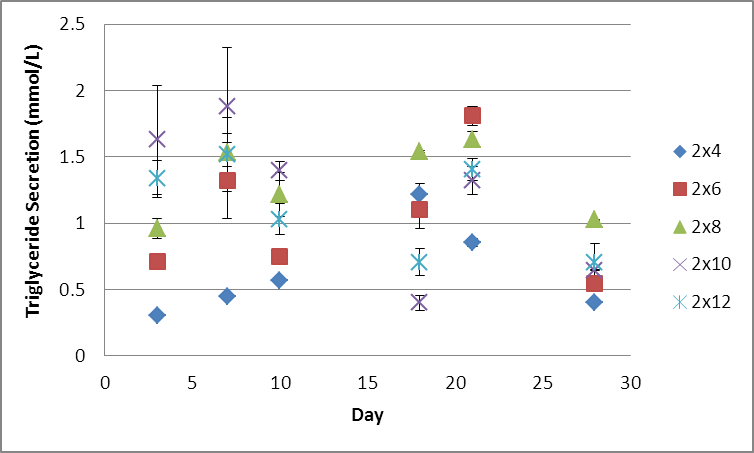 2.5
2
1.5
1
0.5
0
Triglyceride Secretion (mmol/L)
0 5 10 15 20 25 30
Day
2x4
2x6
2x8
2x10
2x12